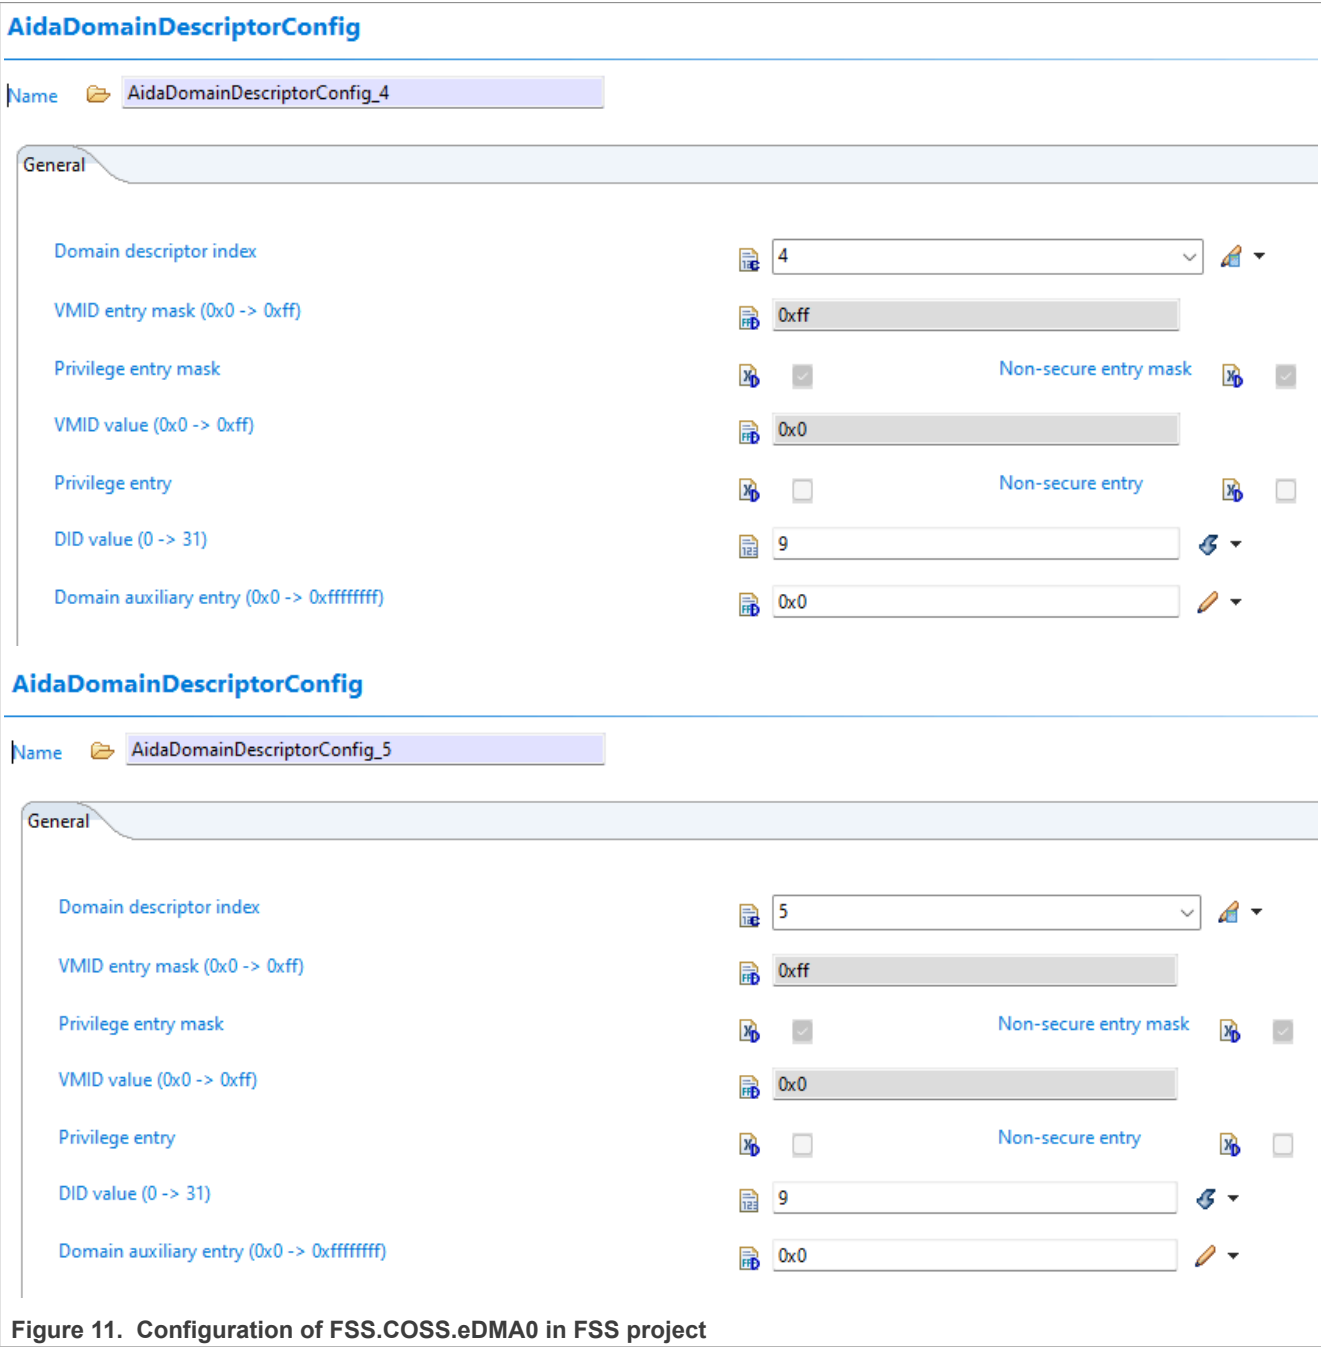 AidaDomainDescriptorConfig
Name AidaDomainDescriptorConfig_4
General
Domain descriptor index 4
VMID entry mask (0x0 -> 0xff) 0xff
Privilege entry mask Non-secure entry mask
VMID value (0x0 -> 0xff) 0x0
Privilege entry Non-secure entry
DID value (0 -> 31) 9
Domain auxiliary entry (0x0 -> 0xffffffff) 0x0
AidaDomainDescriptorConfig
Name AidaDomainDescriptorConfig_5
General
Domain descriptor index 5
VMID entry mask (0x0 -> 0xff) 0xff
Privilege entry mask Non-secure entry mask
VMID value (0x0 -> 0xff) 0x0
Privilege entry Non-secure entry
DID value (0 -> 31) 9
Domain auxiliary entry (0x0 -> 0xffffffff) 0x0
Figure 11. Configuration of FSS.COSS.eDMA0 in FSS project